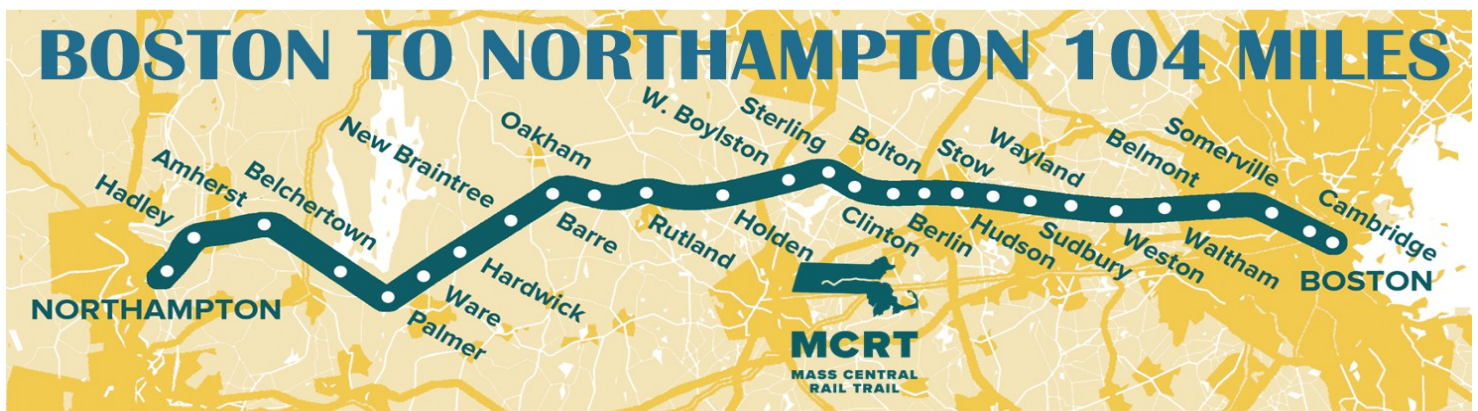 BOSTON TO NORTHAMPTON 104 MILES
NORTHAMPTON
Hadley
Amherst
Belchertown
Palmer
Ware
Hardwick
New Braintree
Barre
Oakham
Rutland
Holden
W. Boylston
Sterling
Clinton
Bolton
Berlin
Stow
Hudson
Sudbury
Wayland
Weston
Waltham
Belmont
Somerville
Cambridge
BOSTON
MCRT
MASS CENTRAL
RAIL TRAIL